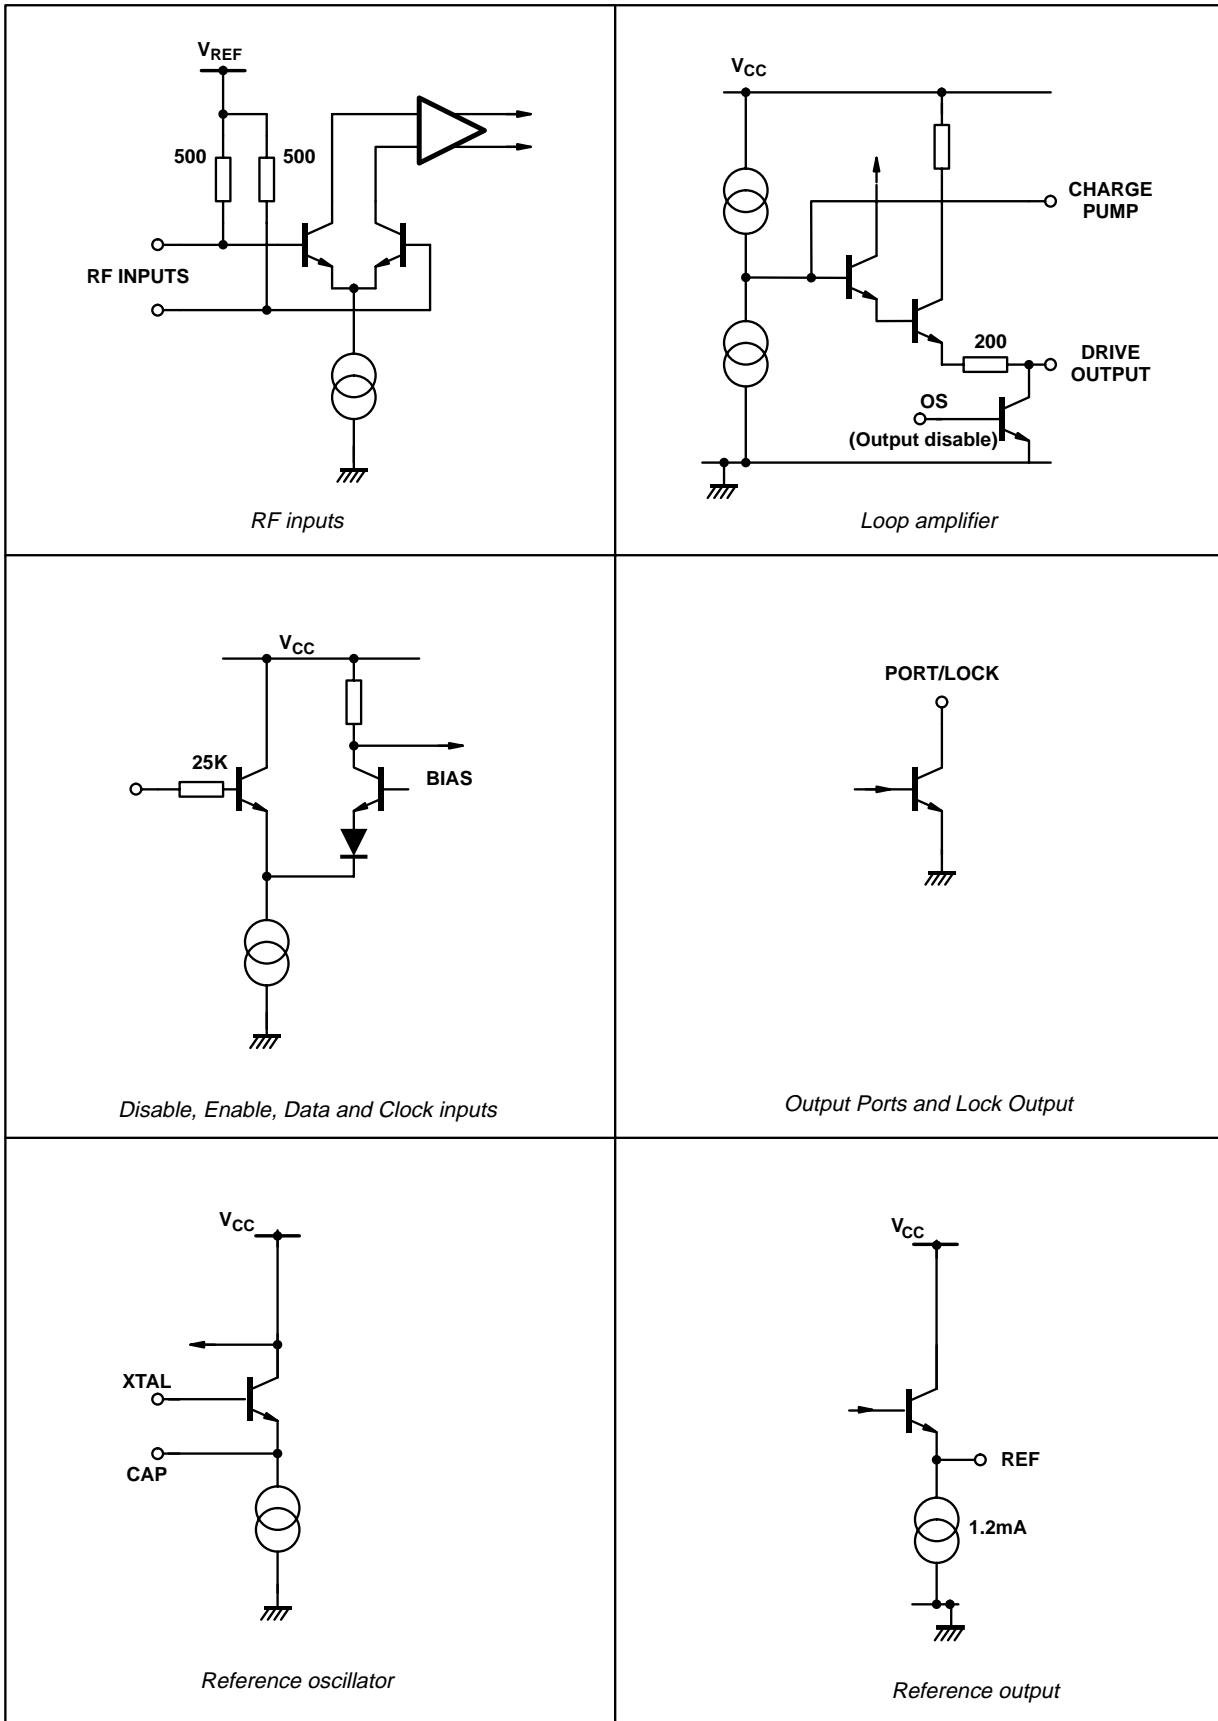 VREF
500
500
RF INPUTS
RF inputs
VCC
CHARGE
PUMP
200
DRIVE
OUTPUT
OS
(Output disable)
Loop amplifier
VCC
25K
BIAS
Disable, Enable, Data and Clock inputs
PORT/LOCK
Output Ports and Lock Output
VCC
XTAL
CAP
Reference oscillator
VCC
REF
1.2mA
Reference output